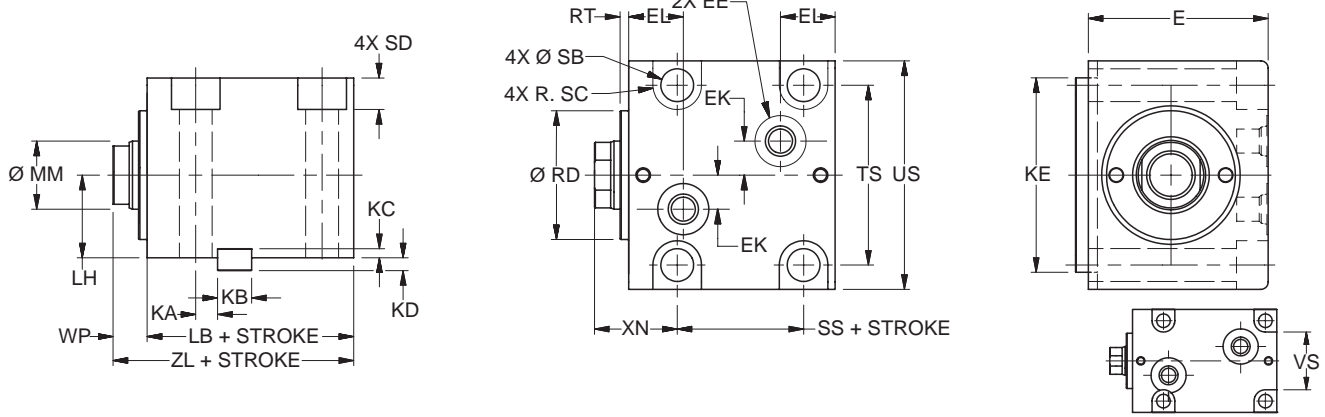 4X SD
Ø MM
LH
KA
KB
KC
KD
WP
LB + STROKE
ZL + STROKE
RT
EL
2X EE
EL
4X Ø SB
4X R. SC
EK
Ø RD
TS
US
EK
XN
SS + STROKE
E
KE
VS